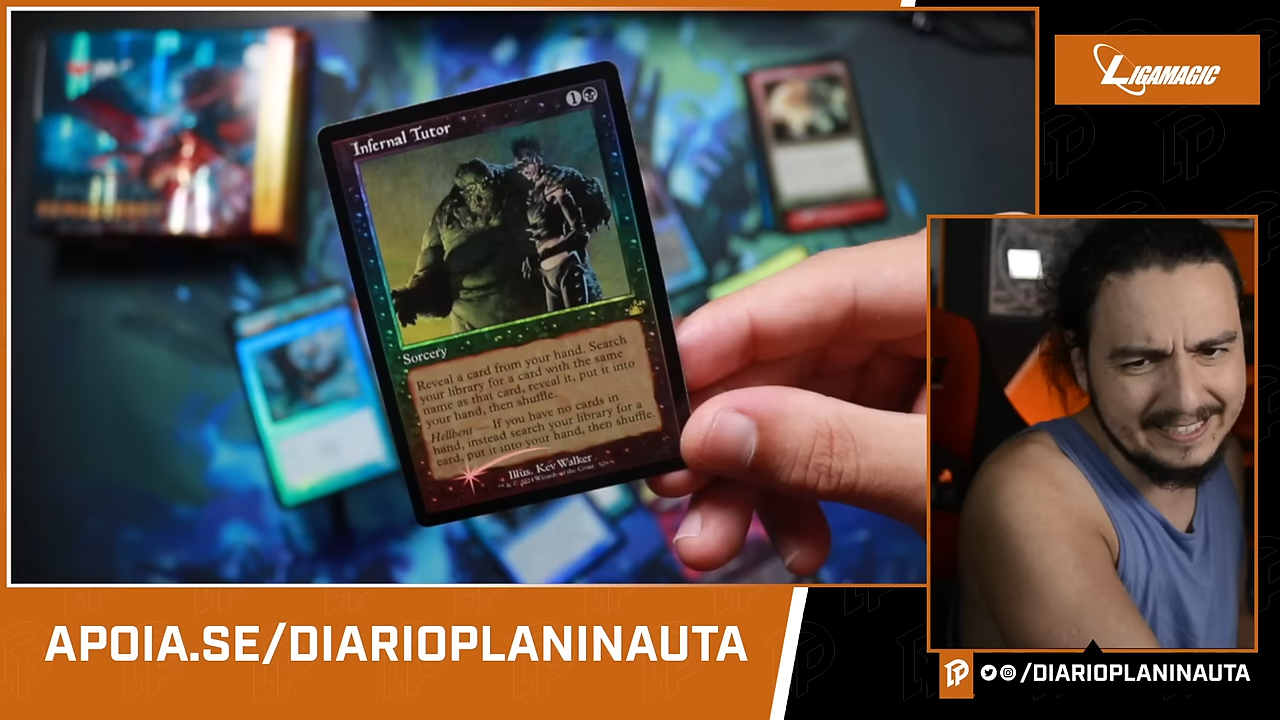 LIGAMAGIC
Infernal Tutor
1
Sorcery
Reveal a card from your hand. Search
your library for a card with the same
name as that card, reveal it, put it into
your hand, then shuffle.
Hellbent — If you have no cards in
hand, instead search your library for a
card, put it into your hand, then shuffle.
Illus. Kev Walker
APOIA.SE/DIARIOPLANINAUTA
/DIARIOPLANINAUTA